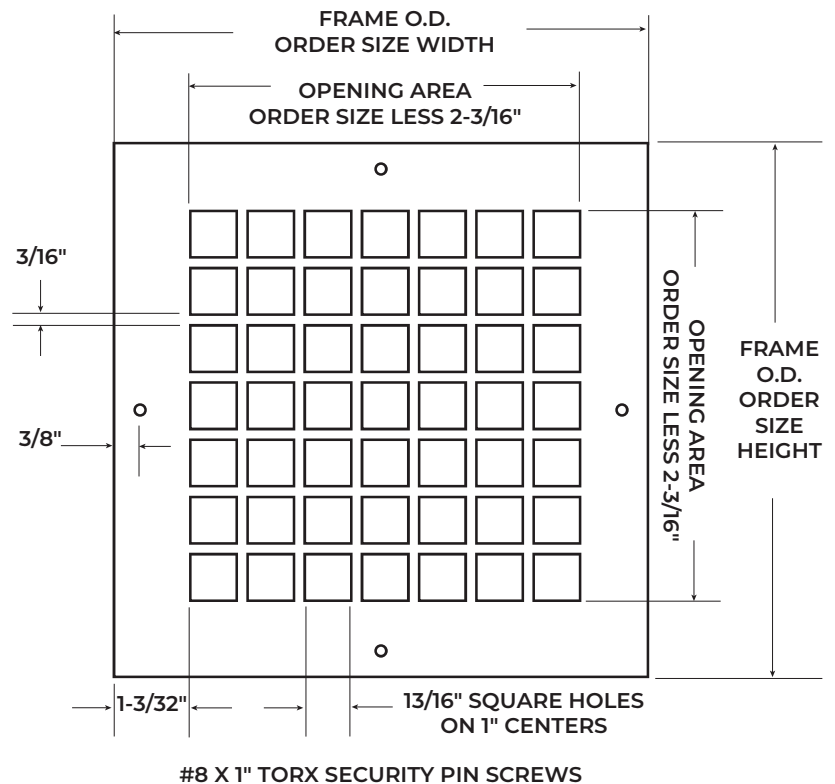 FRAME O.D.
ORDER SIZE WIDTH
OPENING AREA
ORDER SIZE LESS 2-3/16"
3/16"
3/8"
OPENING AREA
ORDER SIZE LESS 2-3/16"
FRAME
O.D.
ORDER
SIZE
HEIGHT
1-3/32"
13/16" SQUARE HOLES
ON 1" CENTERS
#8 X 1" TORX SECURITY PIN SCREWS